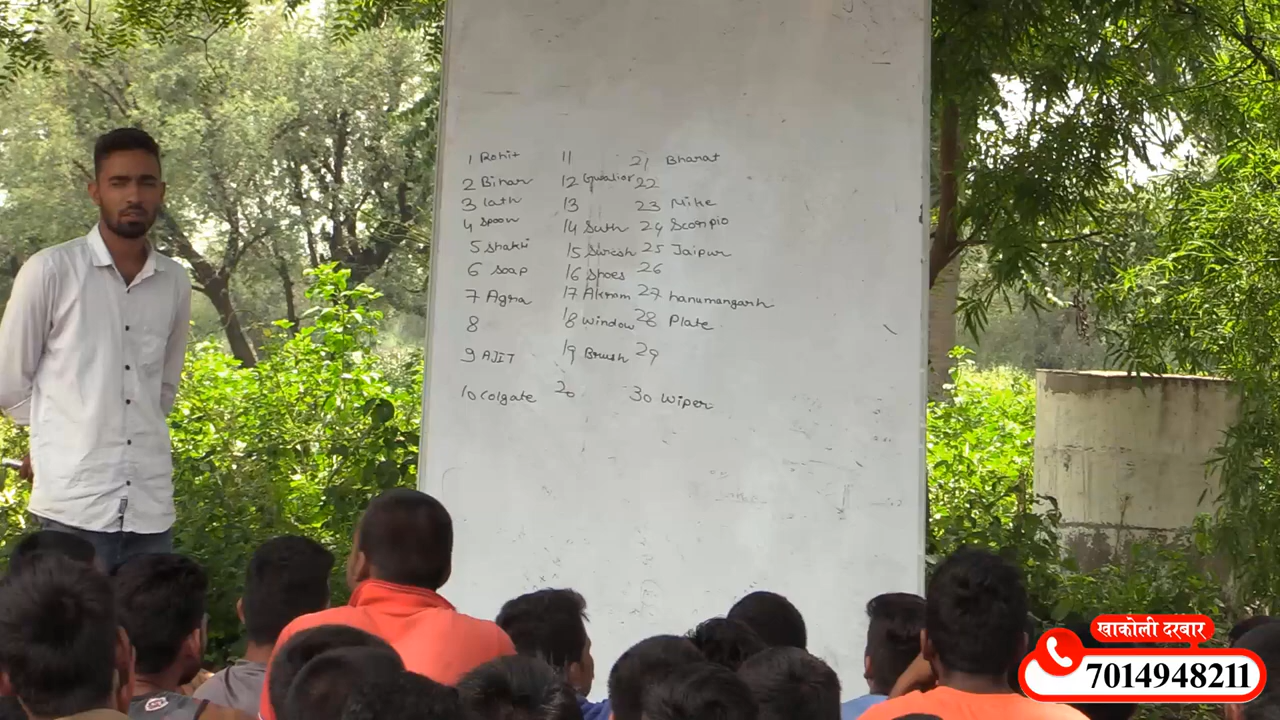 1 Rohit 11 21 Bharat
2 Bihar 12 Gwalior 22
3 Lath 13 23 Mike
4 Spoon 14 Suth 24 Scorpio
5 Shakti 15 Suresh 25 Jaipur
6 Soap 16 Shoes 26
7 Agra 17 Akram 27 hanumangarh
8 18 window 28 Plate
9 AJIT 19 Brush 29
10 Colgate 20 30 Wiper
खाकोली दरबार
7014948211